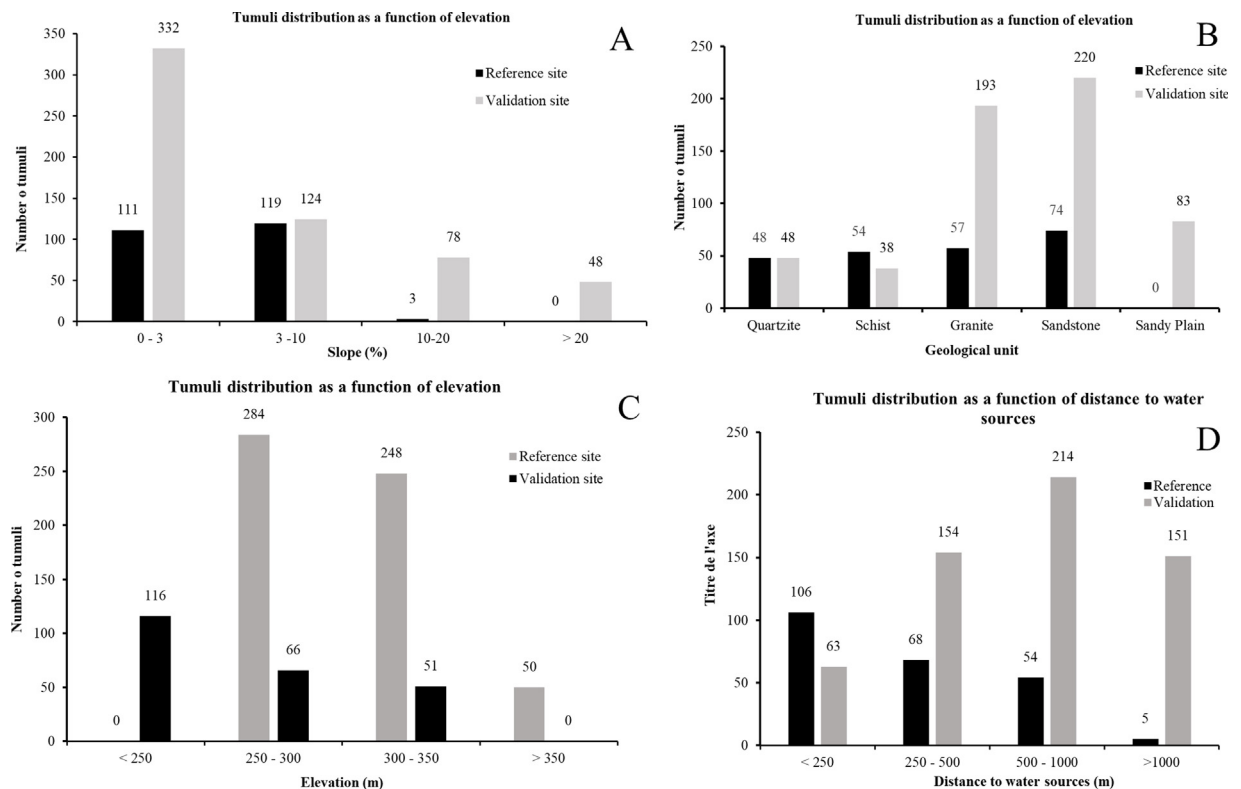 Tumuli distribution as a function of elevation
A
332
350
300
250
200
150
100
50
0
Number o tumuli
Reference site
Validation site
111
119
124
3
78
0
48
0 - 3
3 -10
10-20
> 20
Slope (%)
Tumuli distribution as a function of elevation
B
250
200
150
100
50
0
Number o tumuli
Reference site
Validation site
48
48
54
38
57
193
74
220
0
83
Quartzite
Schist
Granite
Sandstone
Sandy Plain
Geological unit
Tumuli distribution as a function of elevation
C
300
250
200
150
100
50
0
Number o tumuli
Reference site
Validation site
0
116
284
66
248
51
50
0
< 250
250 - 300
300 - 350
> 350
Elevation (m)
Tumuli distribution as a function of distance to water
sources
D
250
200
150
100
50
0
Titre de l'axe
Reference
Validation
106
63
68
154
54
214
5
151
< 250
250 - 500
500 - 1000
>1000
Distance to water sources (m)